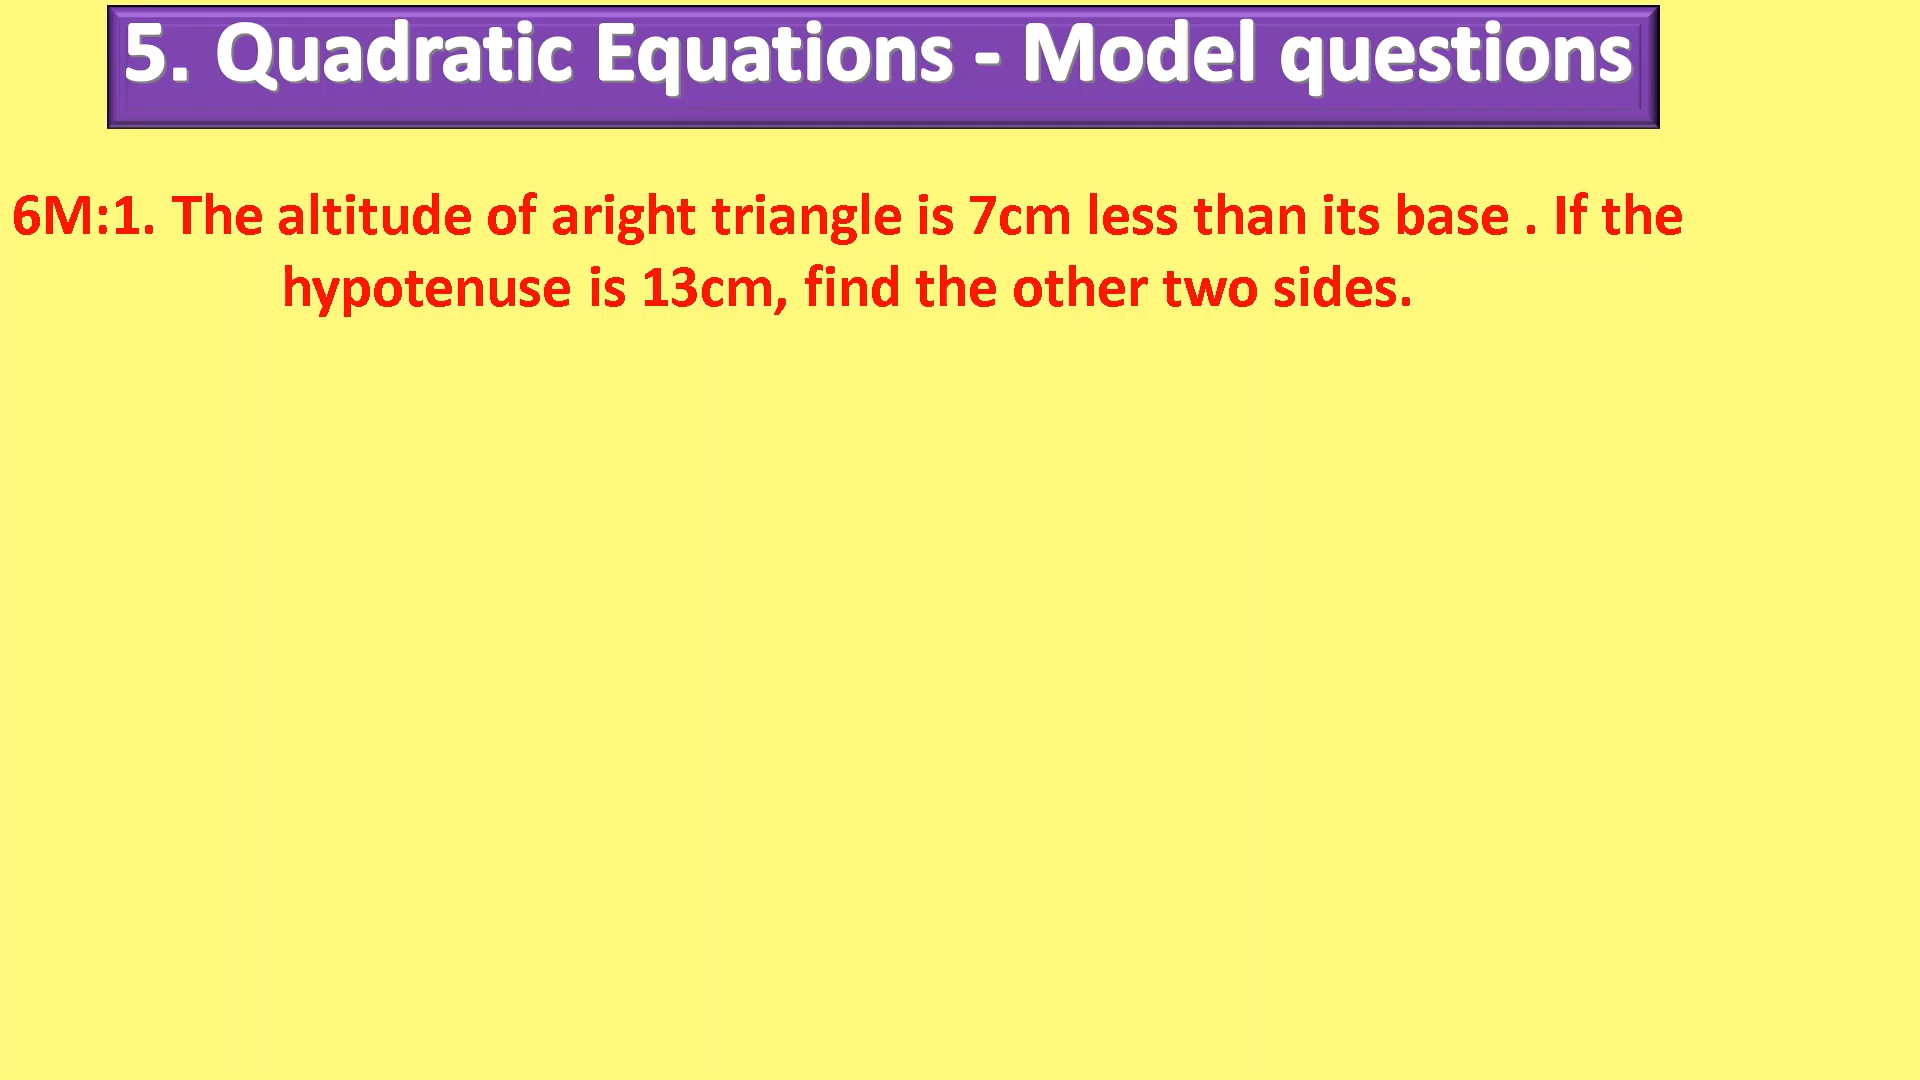 5. Quadratic Equations - Model questions
6M:1. The altitude of aright triangle is 7cm less than its base . If the
hypotenuse is 13cm, find the other two sides.